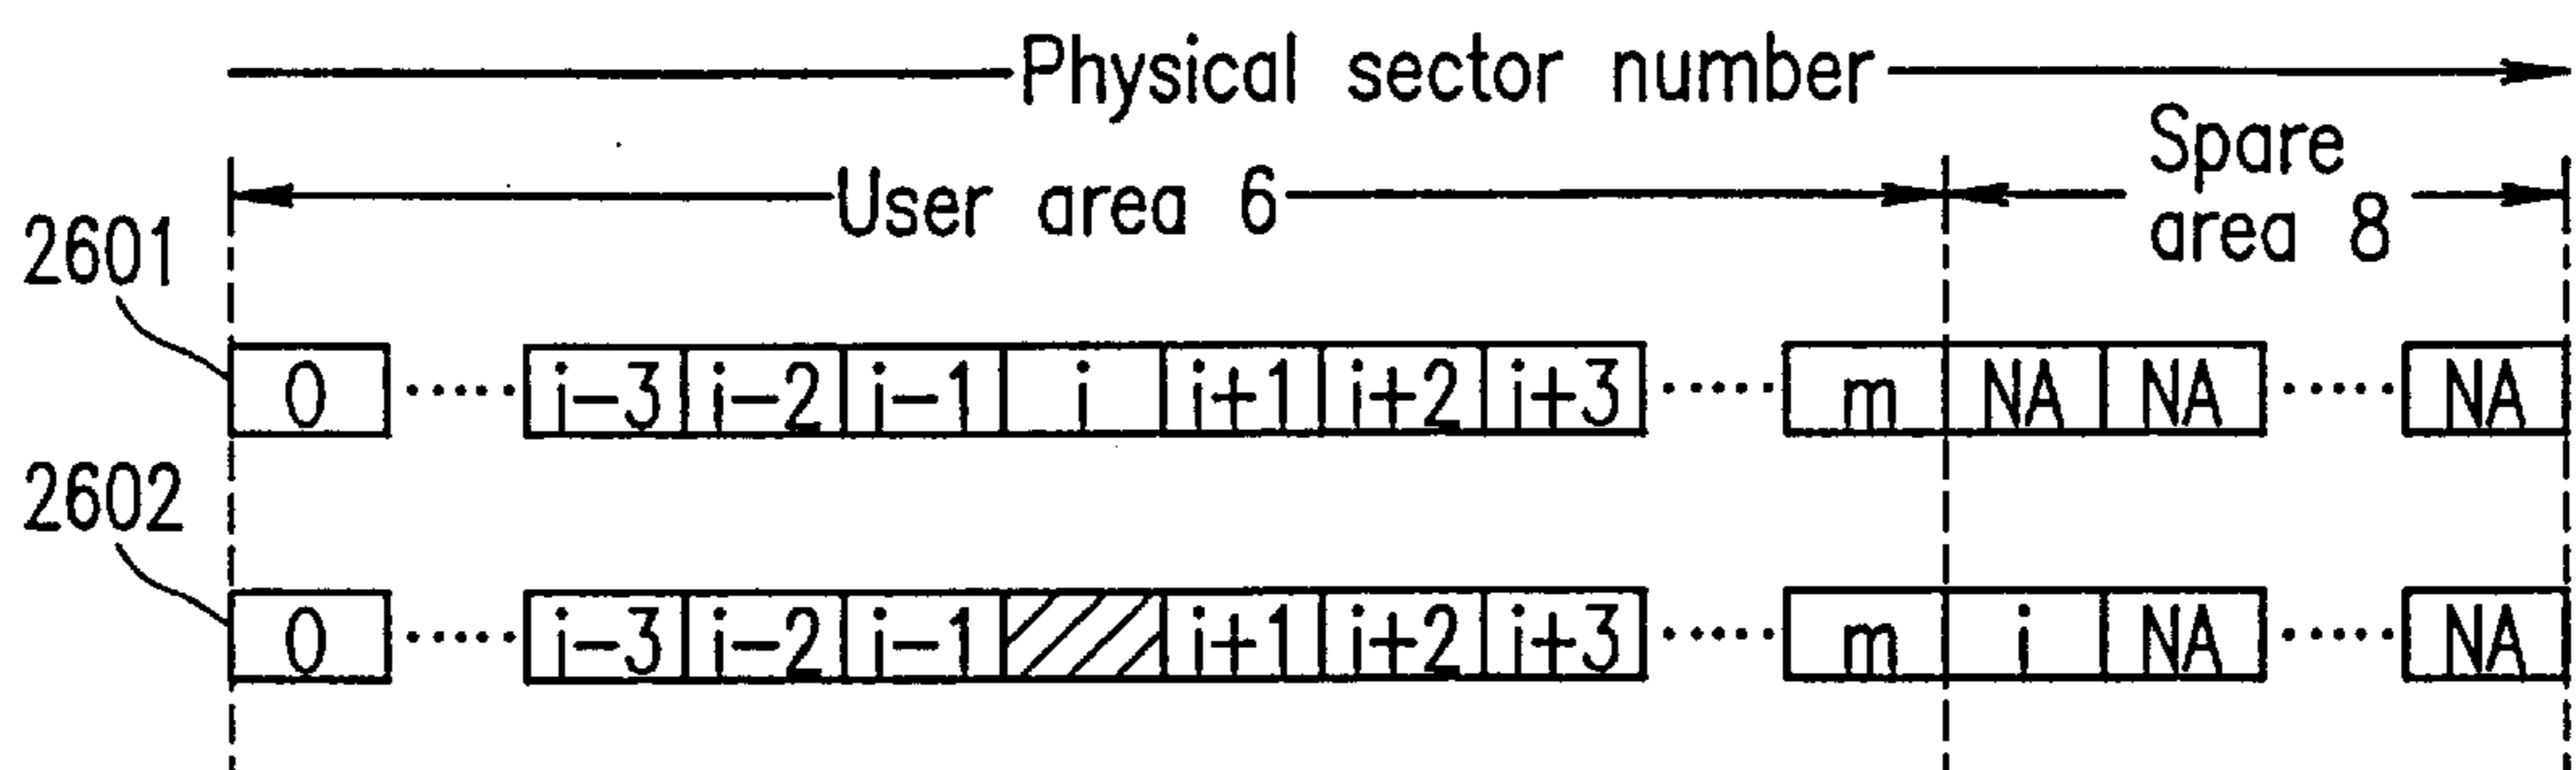 Physical sector number
User area 6
Spare area 8
2601
0 ..... i-3 i-2 i-1 i i+1 i+2 i+3 ..... m NA NA ..... NA
2602
0 ..... i-3 i-2 i-1 i+1 i+2 i+3 ..... m i NA ..... NA